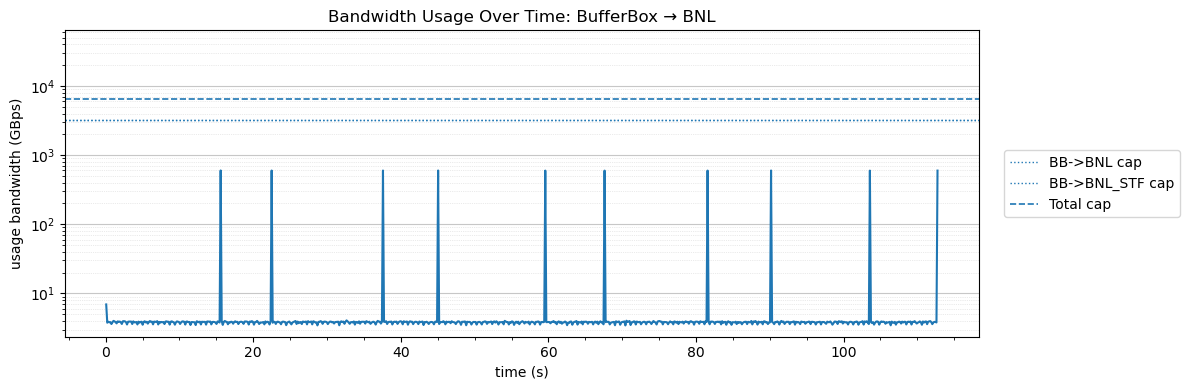 Bandwidth Usage Over Time: BufferBox → BNL
usage bandwidth (GBps)
10⁴
10³
10²
10¹
0 20 40 60 80 100
time (s)
BB->BNL cap
BB->BNL_STF cap
Total cap